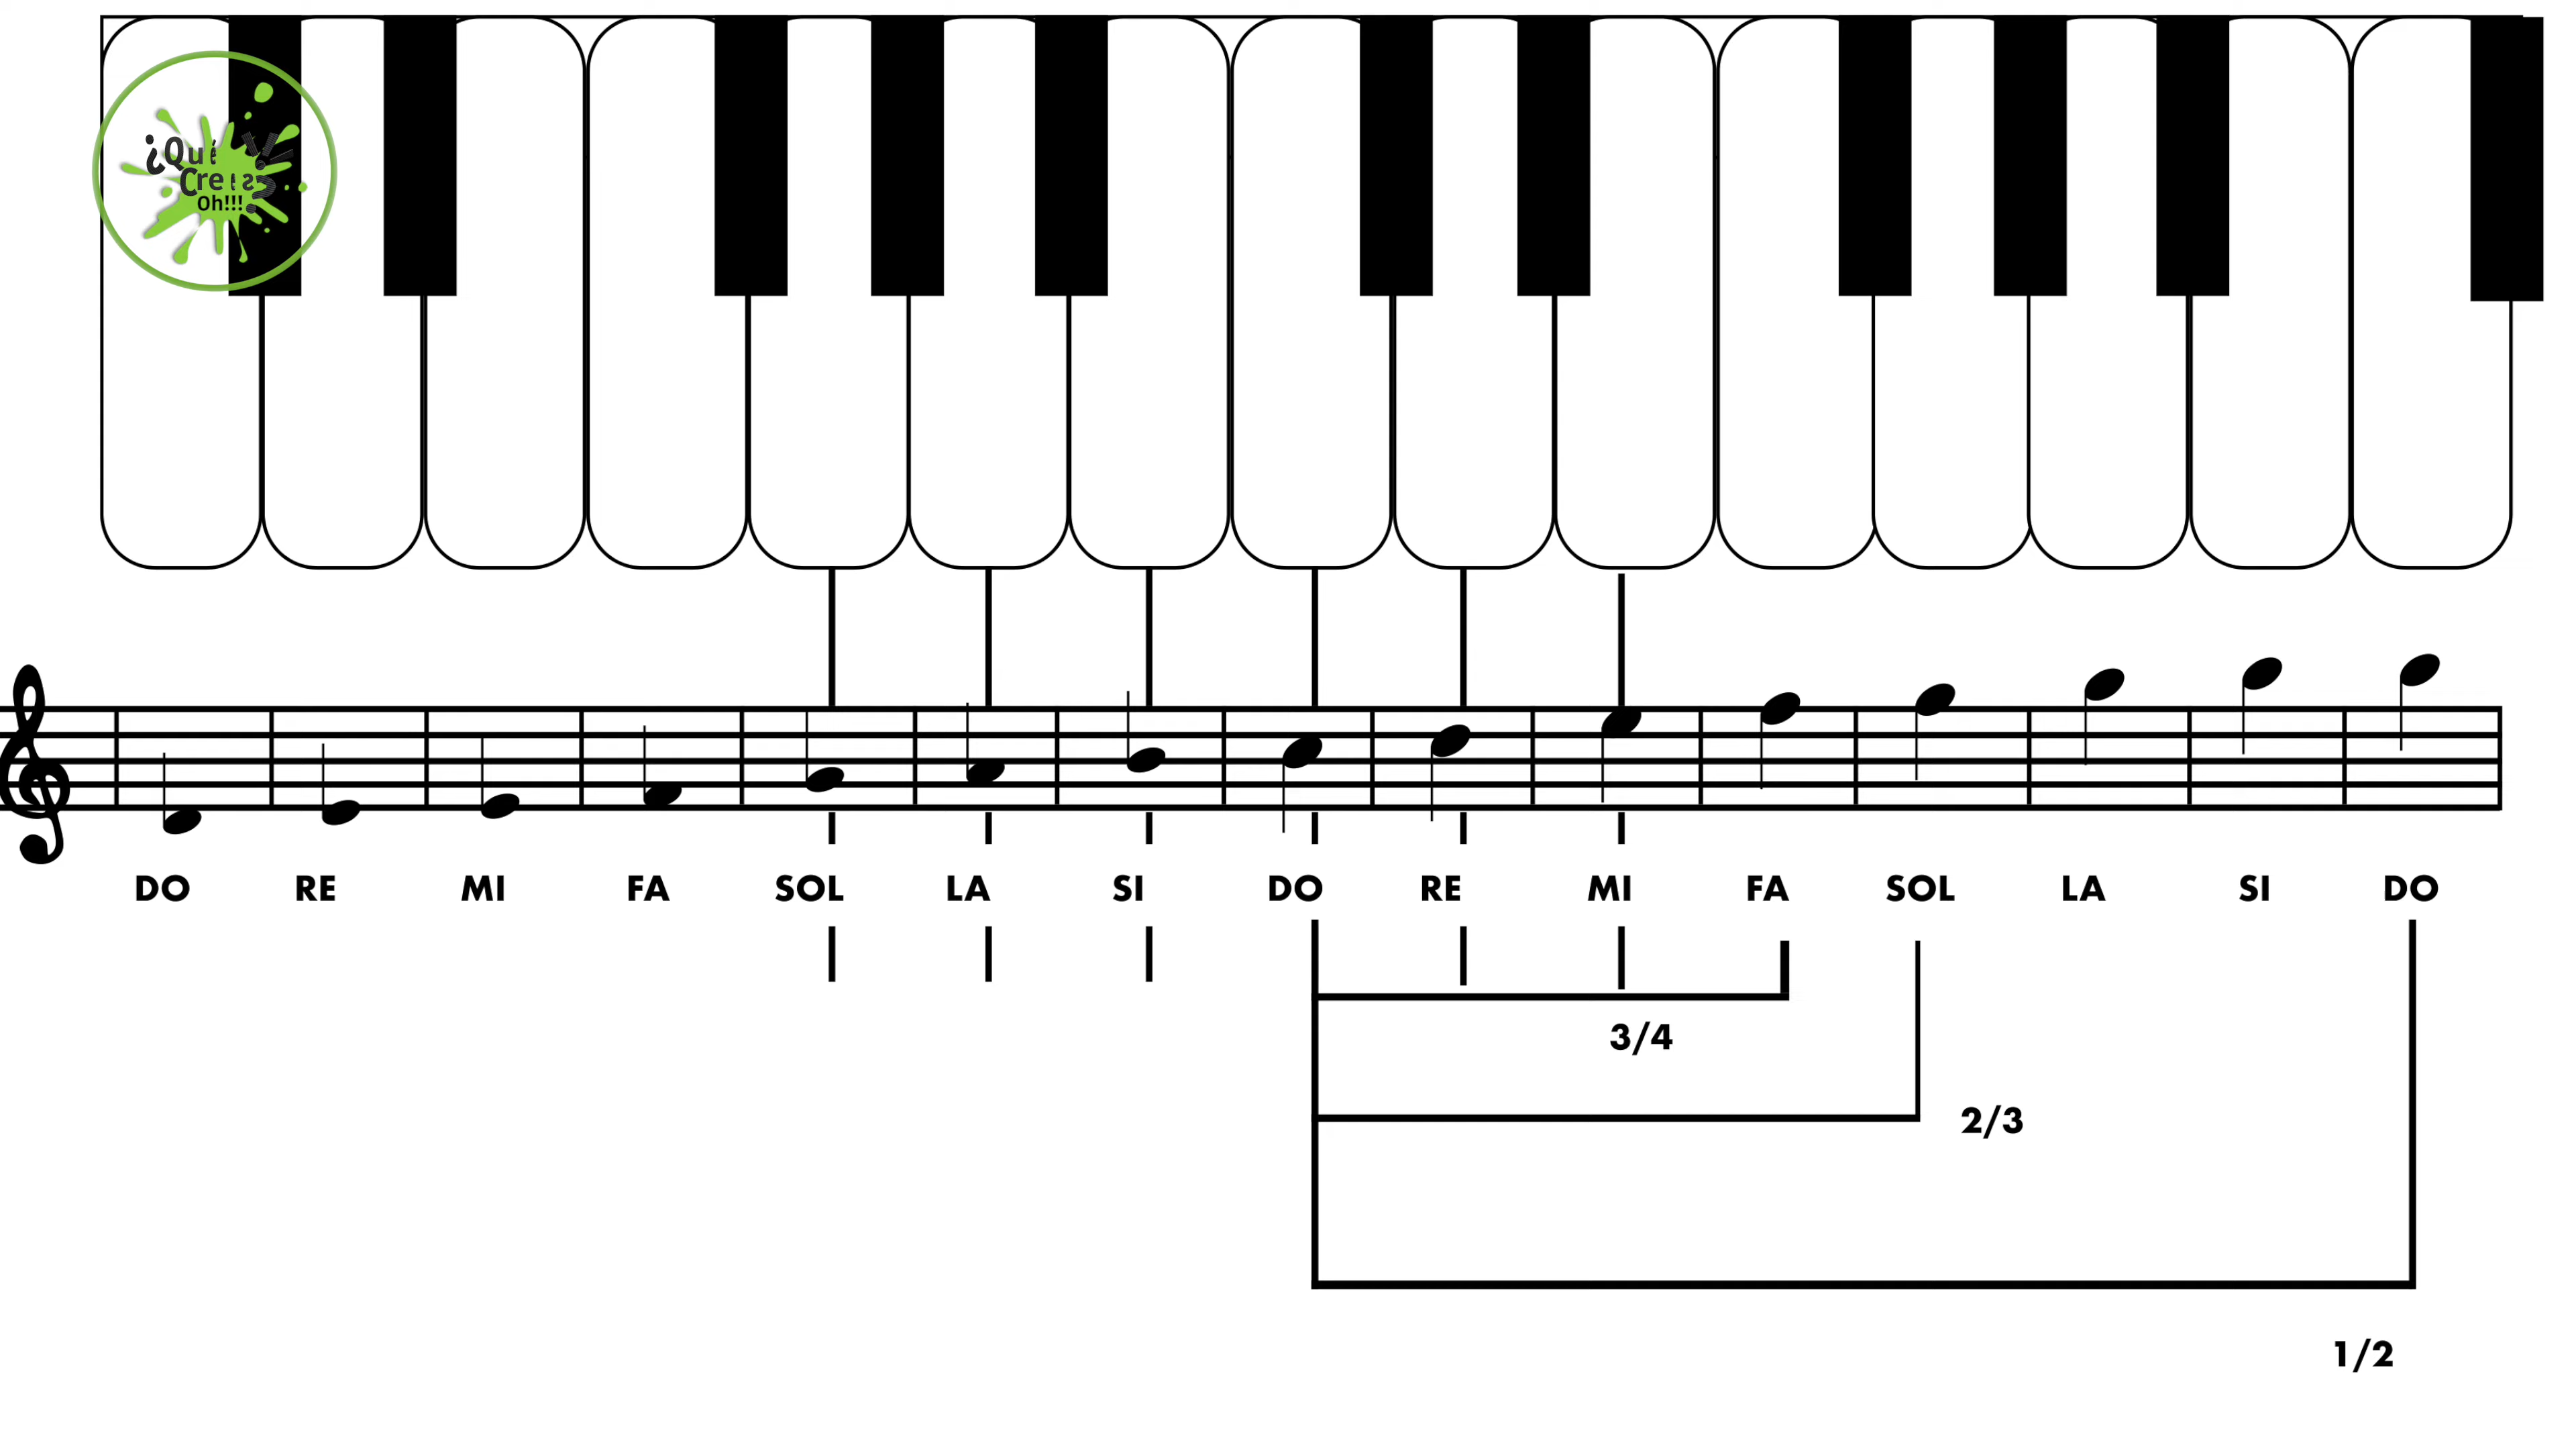 ¿Qué
Crees
Oh!!!
DO RE MI FA SOL LA SI DO RE MI FA SOL LA SI DO
3/4
2/3
1/2